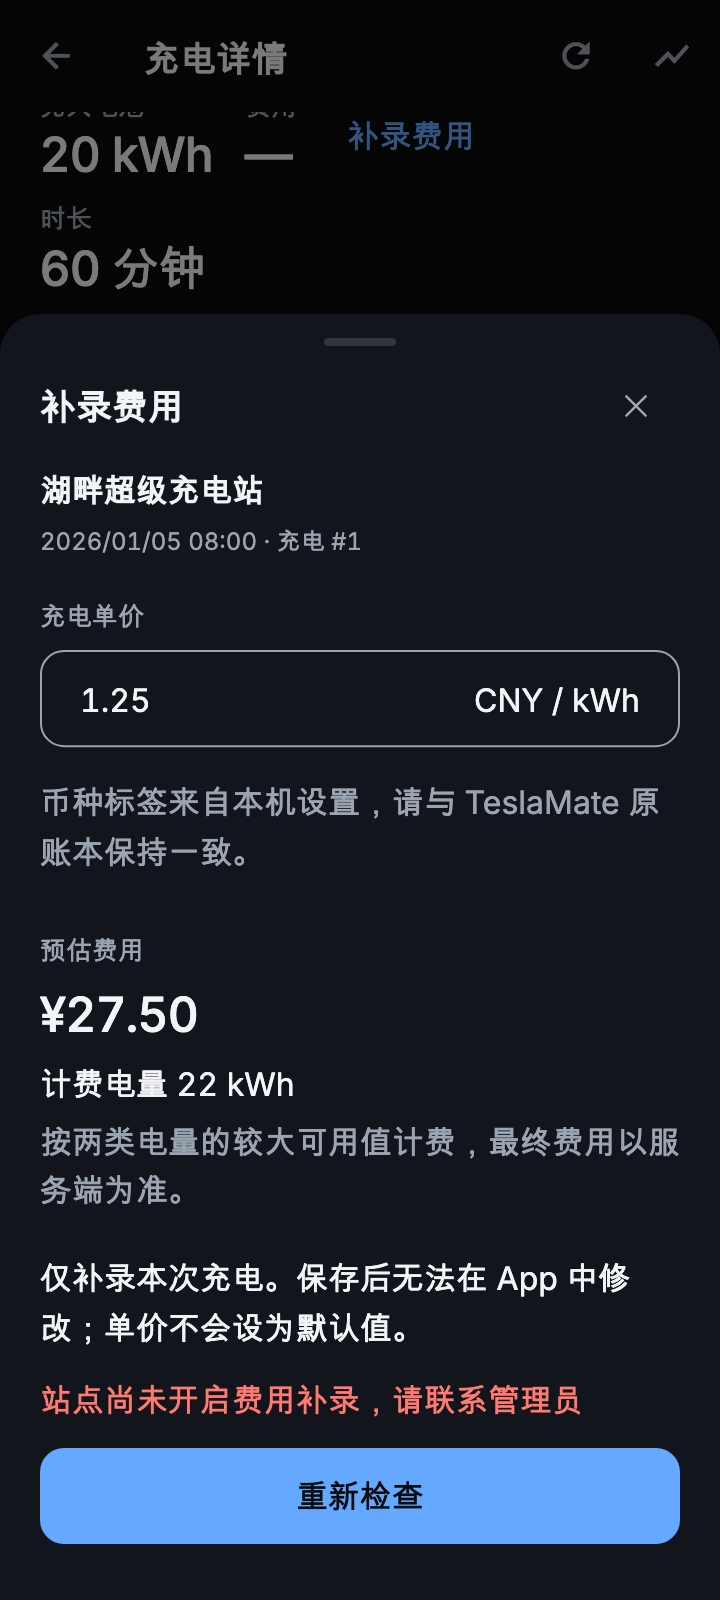 充电详情
20 kWh
—
补录费用
时长
60 分钟
补录费用
湖畔超级充电站
2026/01/05 08:00 · 充电 #1
充电单价
1.25
CNY / kWh
币种标签来自本机设置，请与 TeslaMate 原
账本保持一致。
预估费用
¥27.50
计费电量 22 kWh
按两类电量的较大可用值计费，最终费用以服
务端为准。
仅补录本次充电。保存后无法在 App 中修
改；单价不会设为默认值。
站点尚未开启费用补录，请联系管理员
重新检查